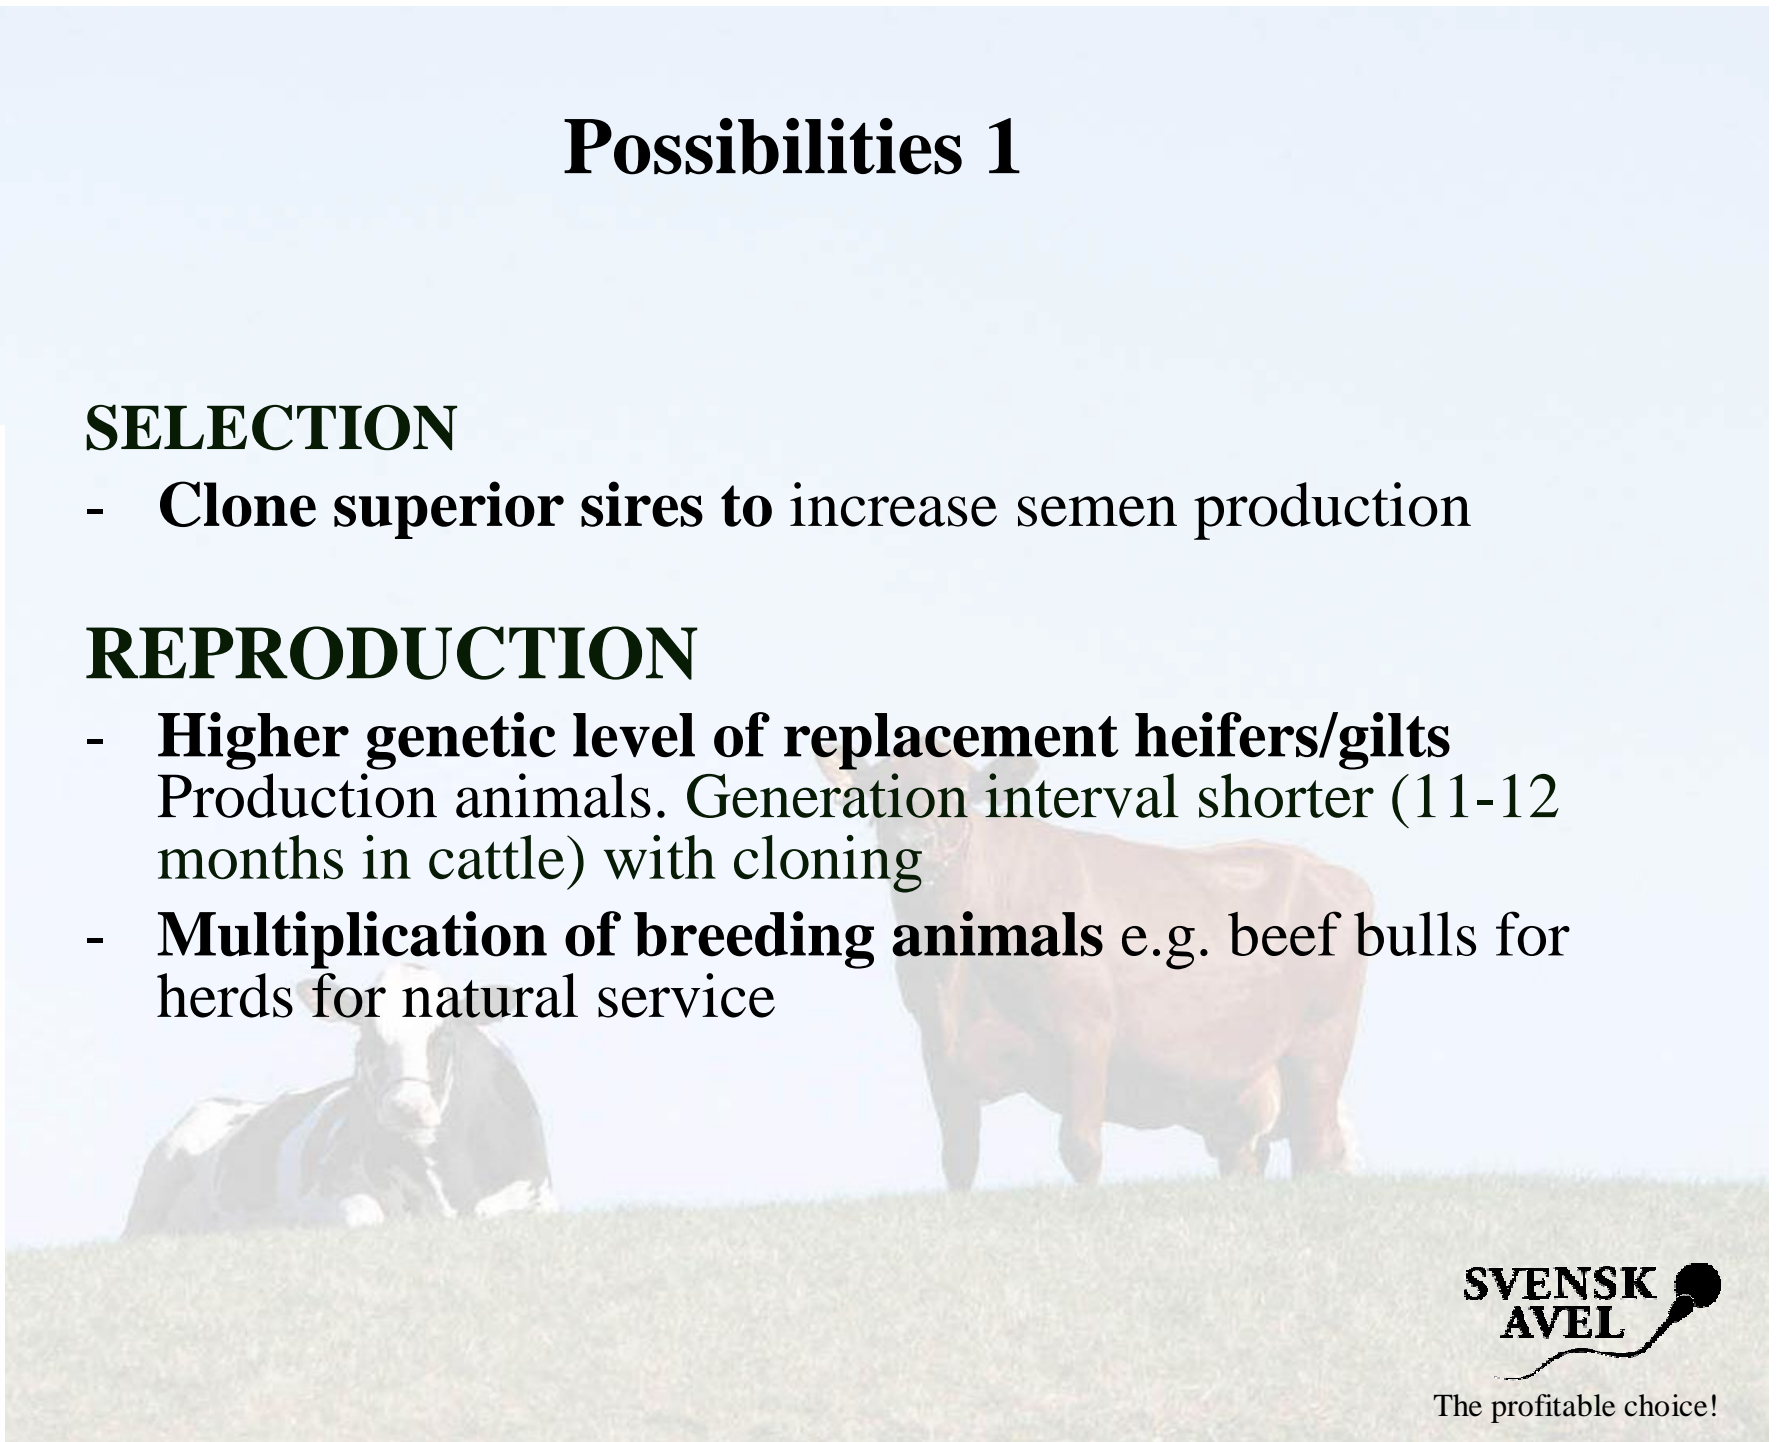 Possibilities 1
SELECTION
- Clone superior sires to increase semen production
REPRODUCTION
- Higher genetic level of replacement heifers/gilts
Production animals. Generation interval shorter (11-12
months in cattle) with cloning
- Multiplication of breeding animals e.g. beef bulls for
herds for natural service
SVENSK
AVEL
The profitable choice!